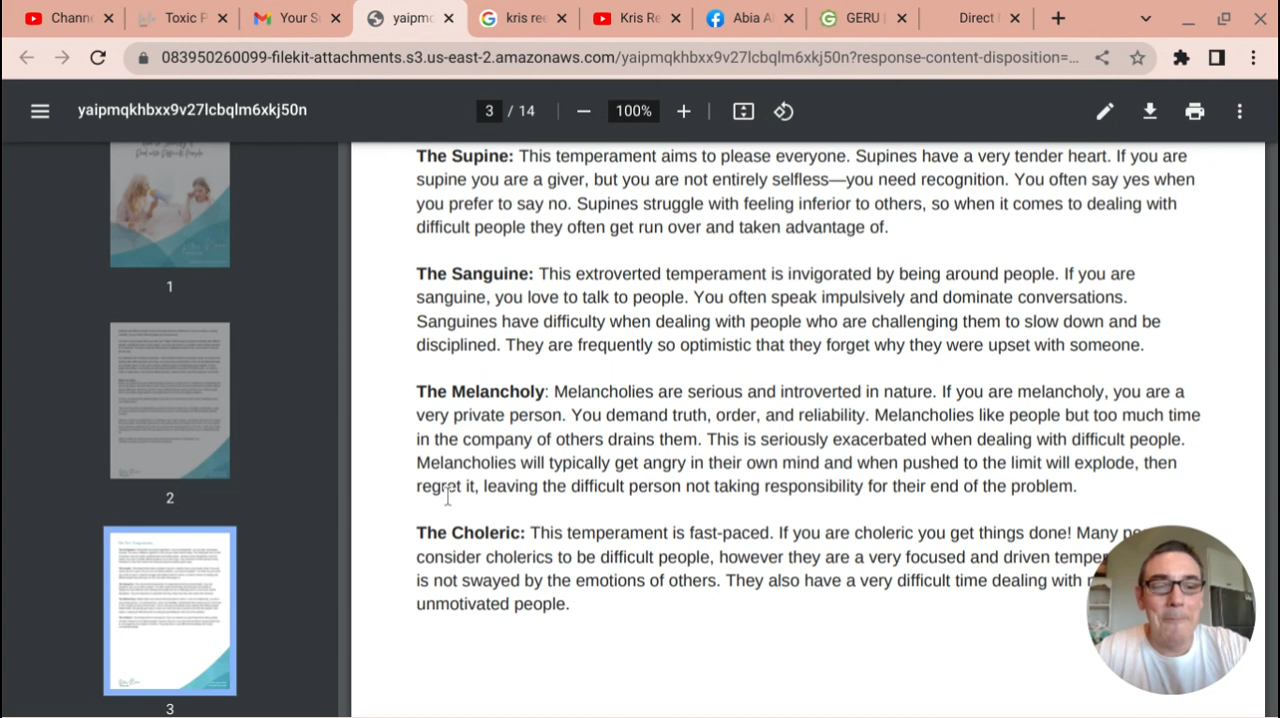 Channe
Toxic P
Your S
yaipmq
kris ree
Kris Re
Abia Al
GERU |
Direct
083950260099-filekit-attachments.s3.us-east-2.amazonaws.com/yaipmqkhbxx9v27lcbqlm6xkj50n?response-content-disposition=...
yaipmqkhbxx9v27lcbqlm6xkj50n
3 / 14
100%
1
2
3
The Supine: This temperament aims to please everyone. Supines have a very tender heart. If you are
supine you are a giver, but you are not entirely selfless—you need recognition. You often say yes when
you prefer to say no. Supines struggle with feeling inferior to others, so when it comes to dealing with
difficult people they often get run over and taken advantage of.
The Sanguine: This extroverted temperament is invigorated by being around people. If you are
sanguine, you love to talk to people. You often speak impulsively and dominate conversations.
Sanguines have difficulty when dealing with people who are challenging them to slow down and be
disciplined. They are frequently so optimistic that they forget why they were upset with someone.
The Melancholy: Melancholies are serious and introverted in nature. If you are melancholy, you are a
very private person. You demand truth, order, and reliability. Melancholies like people but too much time
in the company of others drains them. This is seriously exacerbated when dealing with difficult people.
Melancholies will typically get angry in their own mind and when pushed to the limit will explode, then
regret it, leaving the difficult person not taking responsibility for their end of the problem.
The Choleric: This temperament is fast-paced. If you are choleric you get things done! Many
consider cholerics to be difficult people, however they are a very focused and driven temper
is not swayed by the emotions of others. They also have a very difficult time dealing with
unmotivated people.